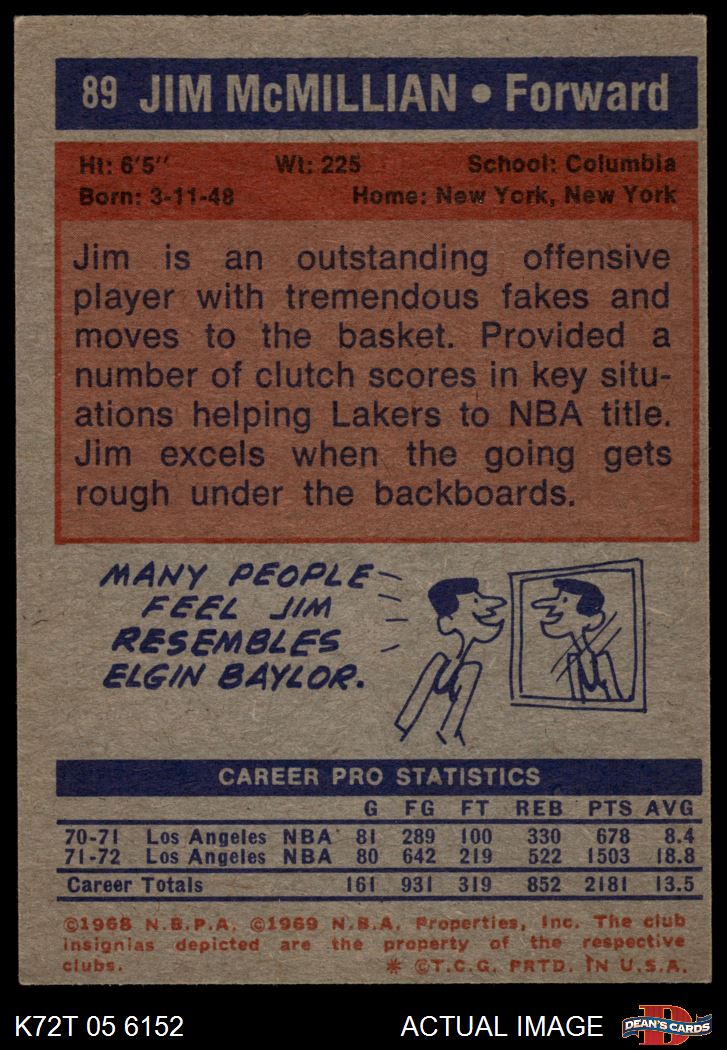 89 JIM McMILLIAN • Forward
Ht: 6'5" Wt: 225 School: Columbia
Born: 3-11-48 Home: New York, New York
Jim is an outstanding offensive
player with tremendous fakes and
moves to the basket. Provided a
number of clutch scores in key situ-
ations helping Lakers to NBA title.
Jim excels when the going gets
rough under the backboards.
MANY PEOPLE
FEEL JIM
RESEMBLES
ELGIN BAYLOR.
CAREER PRO STATISTICS
G FG FT REB PTS AVG
70-71 Los Angeles NBA 81 289 100 330 678 8.4
71-72 Los Angeles NBA 80 642 219 522 1503 18.8
Career Totals 161 931 319 852 2181 13.5
©1968 N.B.P.A. ©1969 N.B.A. Properties, Inc. The club
insignias depicted are the property of the respective
clubs. * ©T.C.G. PRTD. IN U.S.A.
K72T 05 6152 ACTUAL IMAGE DEAN'S CARDS